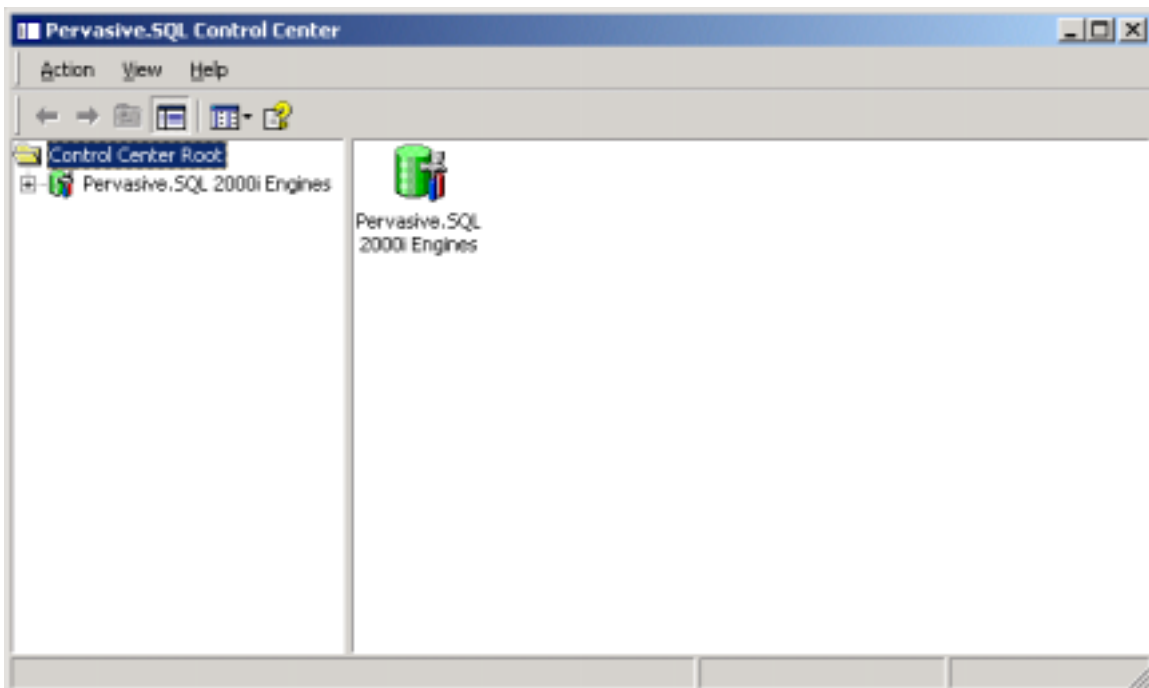 Pervasive.SQL Control Center
Action View Help
Control Center Root
Pervasive.SQL 2000i Engines
Pervasive.SQL
2000i Engines